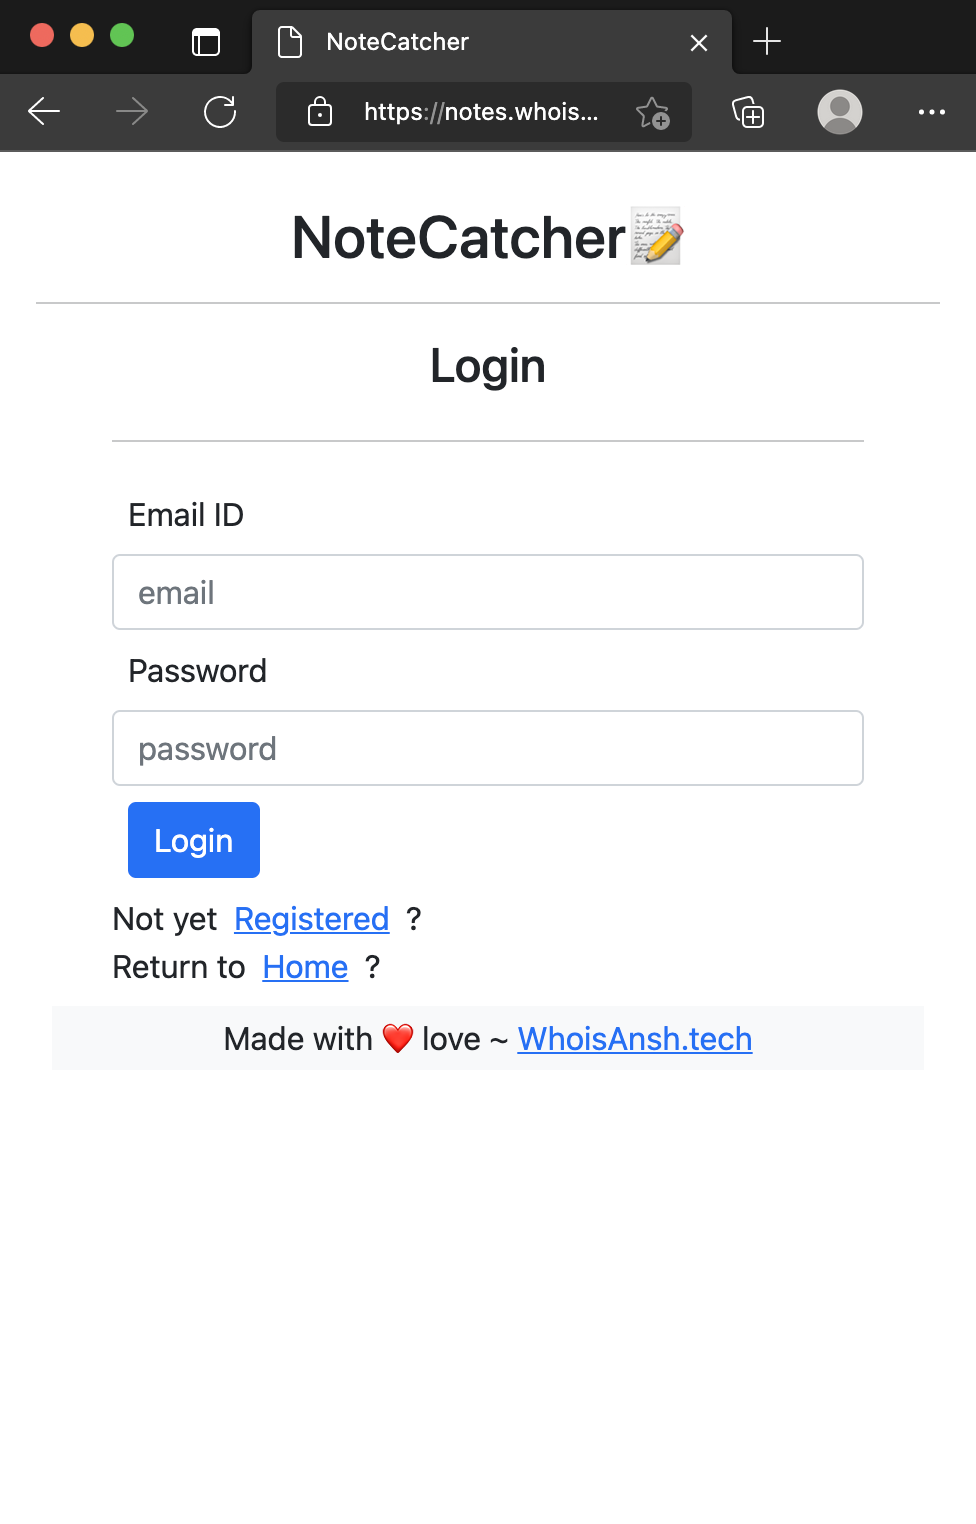 NoteCatcher
https://notes.whois...
NoteCatcher📝
Login
Email ID
email
Password
password
Login
Not yet Registered ?
Return to Home ?
Made with ❤️ love ~ WhoisAnsh.tech